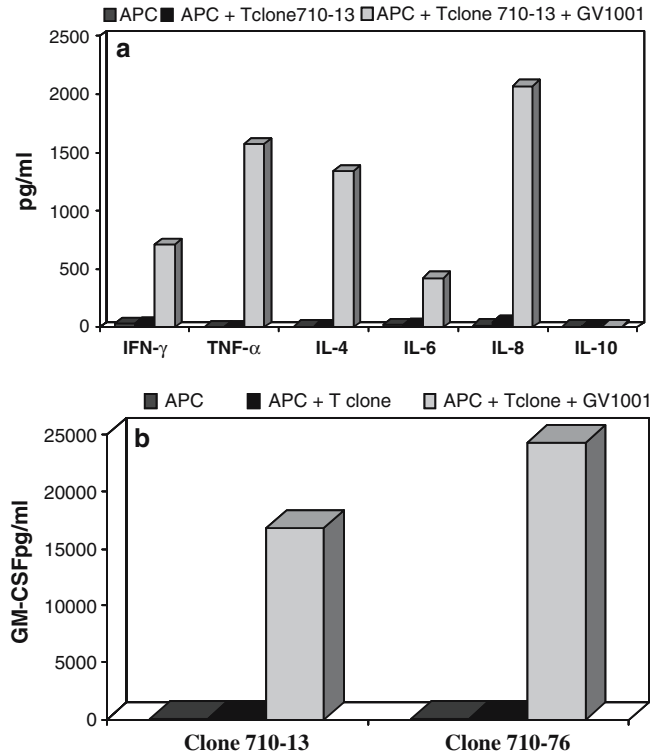 APC APC + Tclone710-13 APC + Tclone 710-13 + GV1001
a
2500
2000
1500
1000
500
0
pg/ml
IFN-γ TNF-α IL-4 IL-6 IL-8 IL-10
APC APC + T clone APC + Tclone + GV1001
b
25000
20000
15000
10000
5000
0
GM-CSFpg/ml
Clone 710-13 Clone 710-76